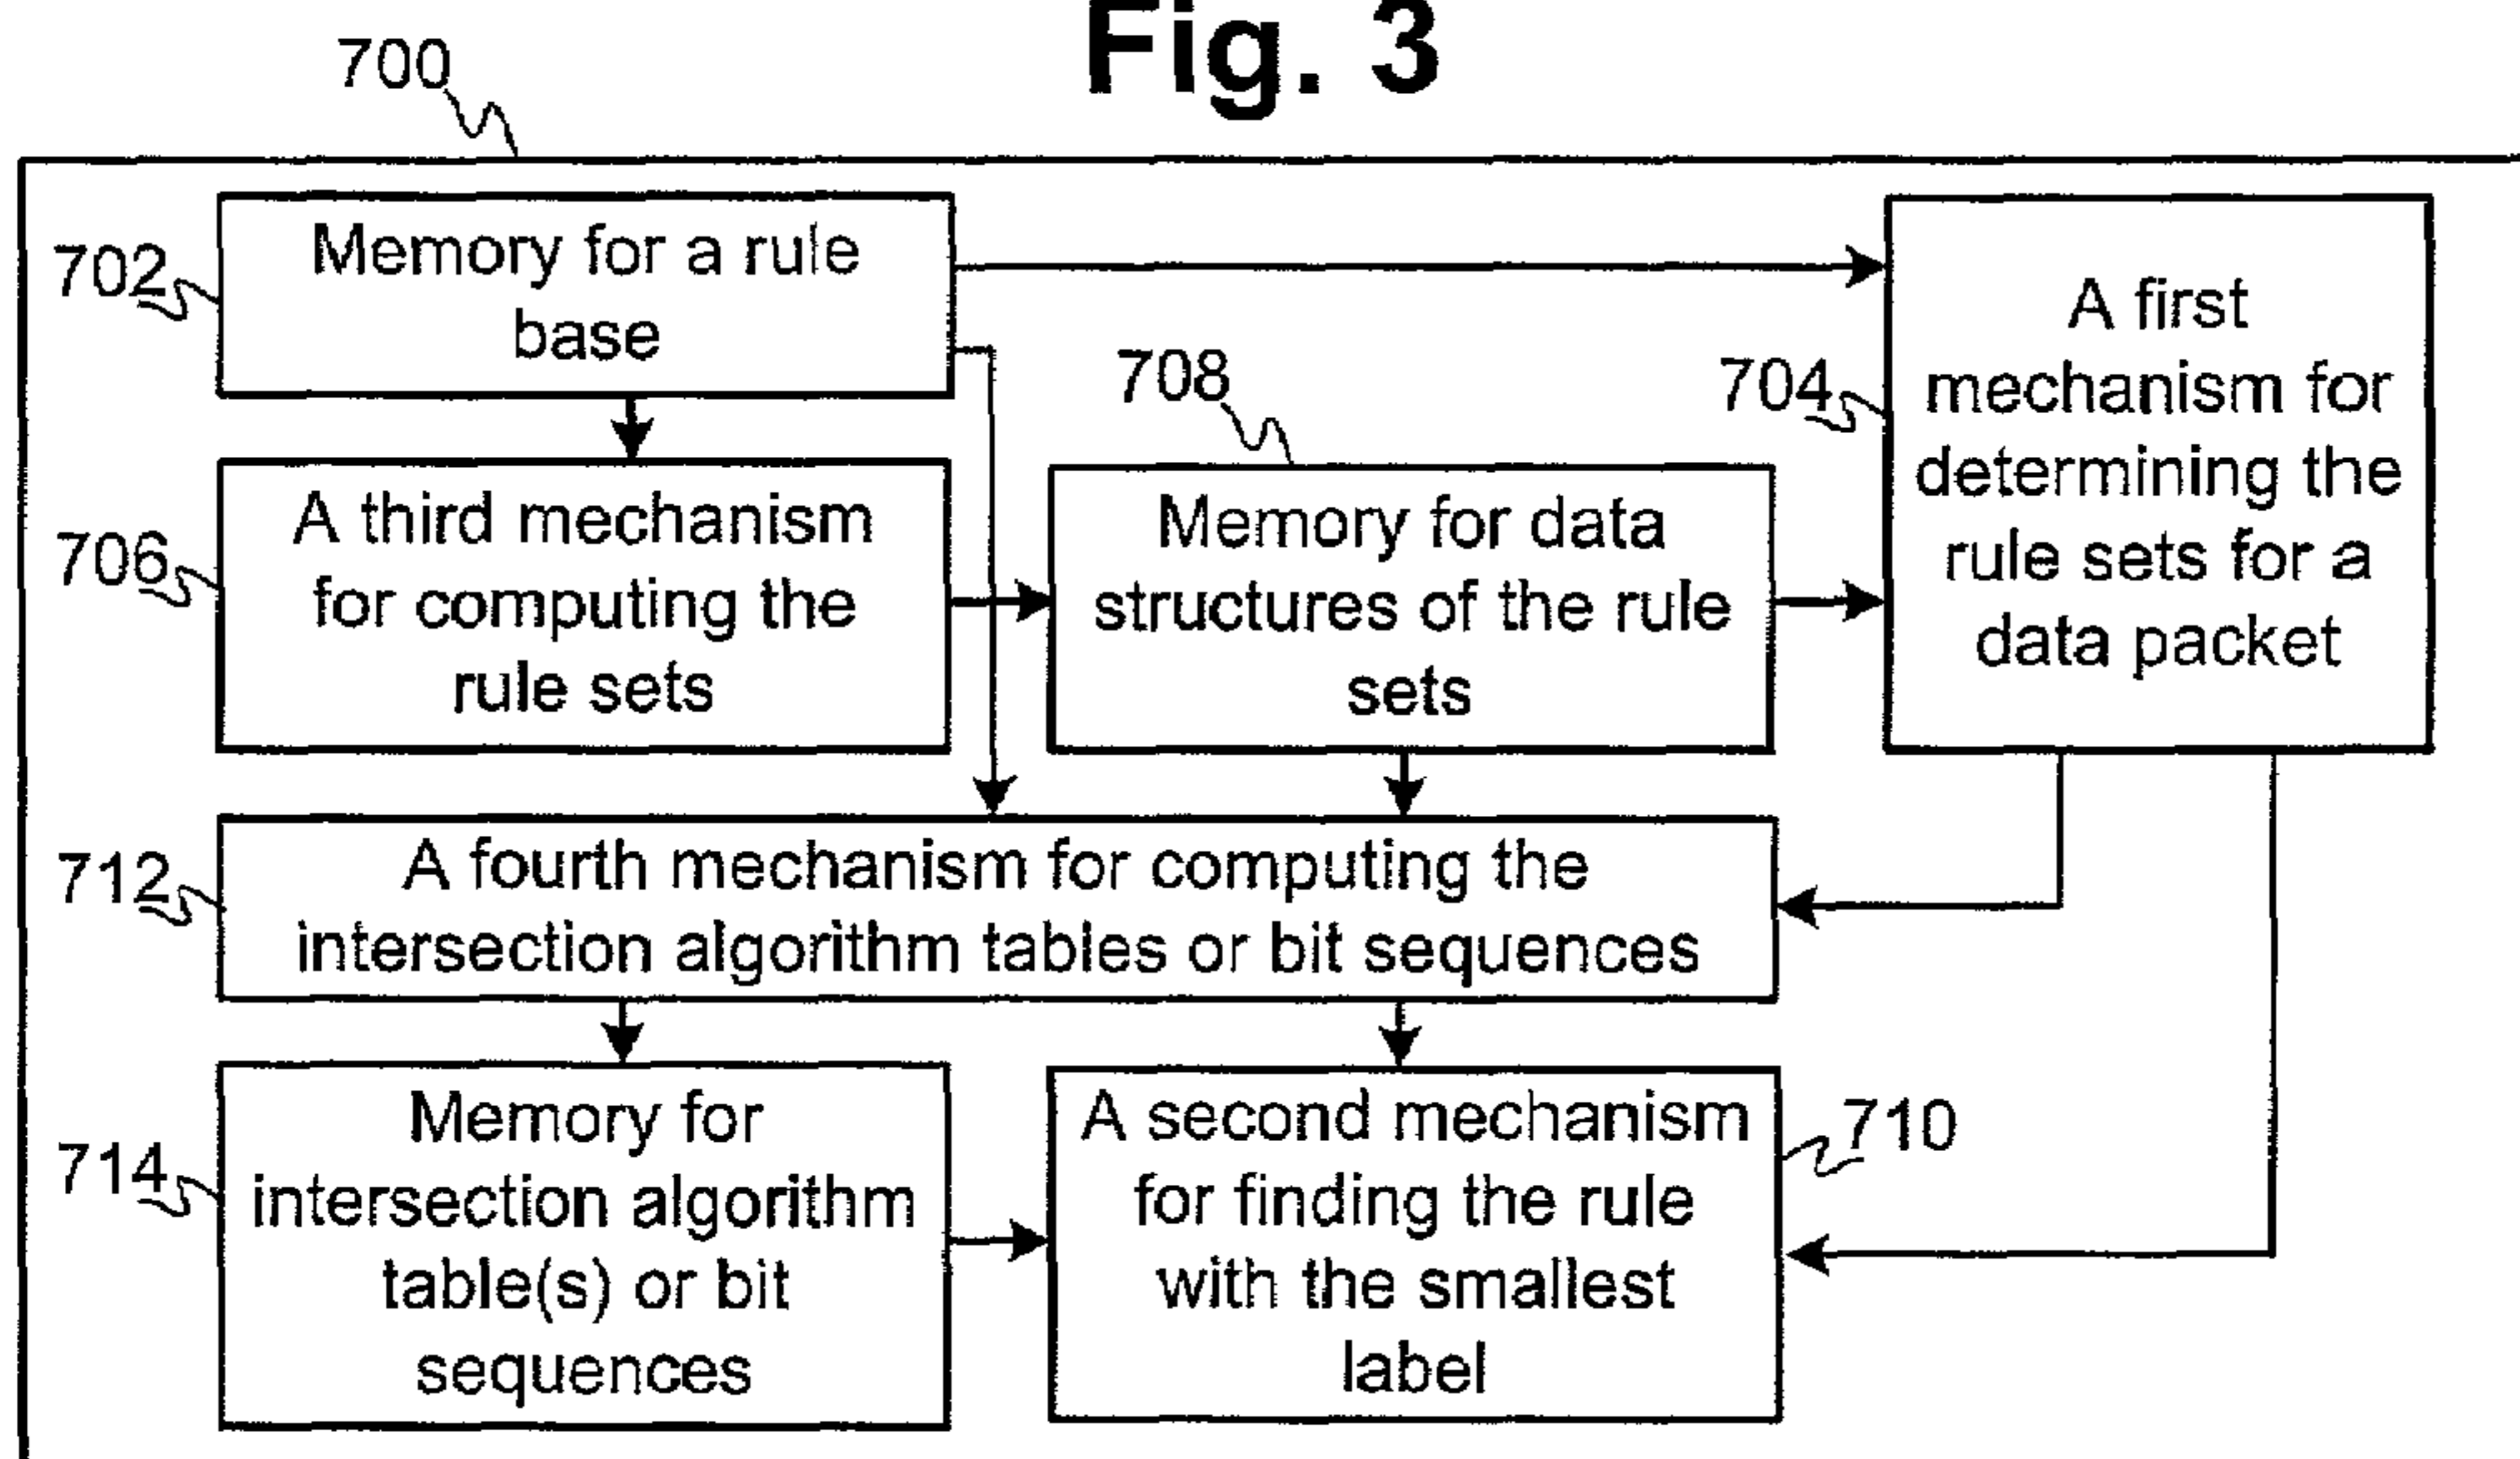 Fig. 3
700
702
Memory for a rule
base
708
704
A first
mechanism for
determining the
rule sets for a
data packet
706
A third mechanism
for computing the
rule sets
Memory for data
structures of the rule
sets
712
A fourth mechanism for computing the
intersection algorithm tables or bit sequences
714
Memory for
intersection algorithm
table(s) or bit
sequences
A second mechanism
for finding the rule
with the smallest
label
710